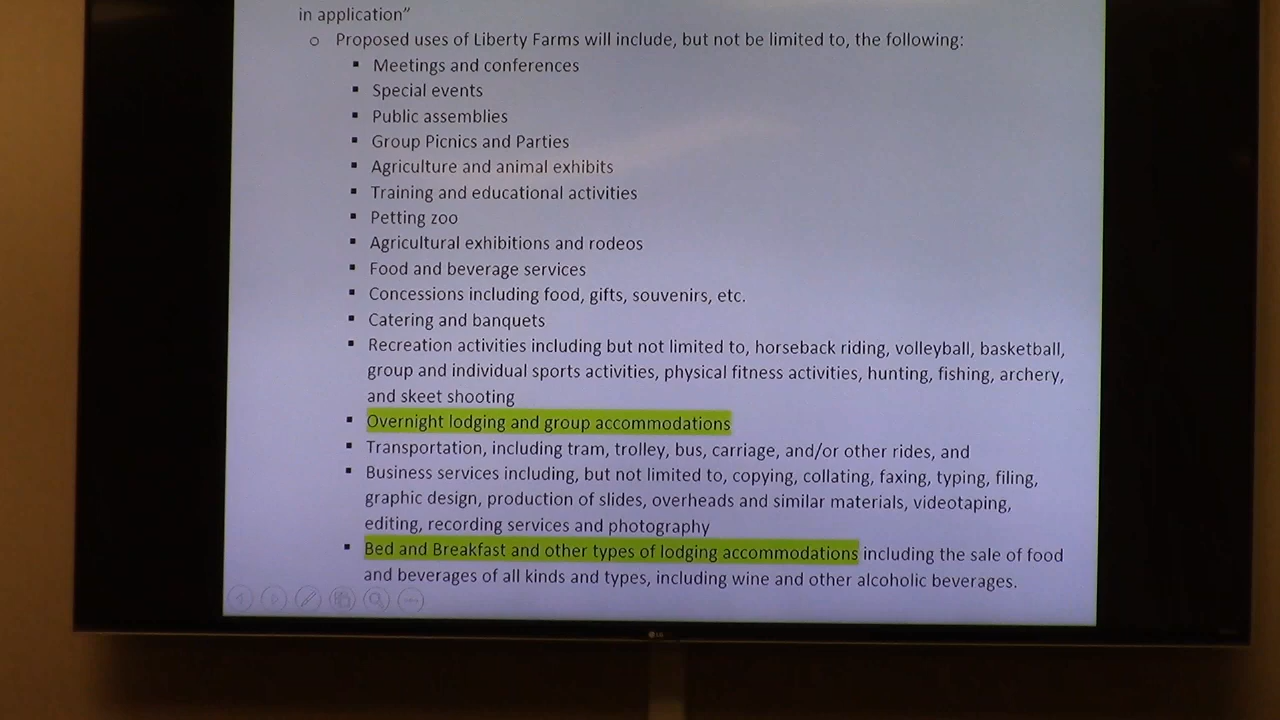 in application”
o Proposed uses of Liberty Farms will include, but not be limited to, the following:
▪ Meetings and conferences
▪ Special events
▪ Public assemblies
▪ Group Picnics and Parties
▪ Agriculture and animal exhibits
▪ Training and educational activities
▪ Petting zoo
▪ Agricultural exhibitions and rodeos
▪ Food and beverage services
▪ Concessions including food, gifts, souvenirs, etc.
▪ Catering and banquets
▪ Recreation activities including but not limited to, horseback riding, volleyball, basketball,
group and individual sports activities, physical fitness activities, hunting, fishing, archery,
and skeet shooting
▪ Overnight lodging and group accommodations
▪ Transportation, including tram, trolley, bus, carriage, and/or other rides, and
▪ Business services including, but not limited to, copying, collating, faxing, typing, filing,
graphic design, production of slides, overheads and similar materials, videotaping,
editing, recording services and photography
▪ Bed and Breakfast and other types of lodging accommodations including the sale of food
and beverages of all kinds and types, including wine and other alcoholic beverages.
LG